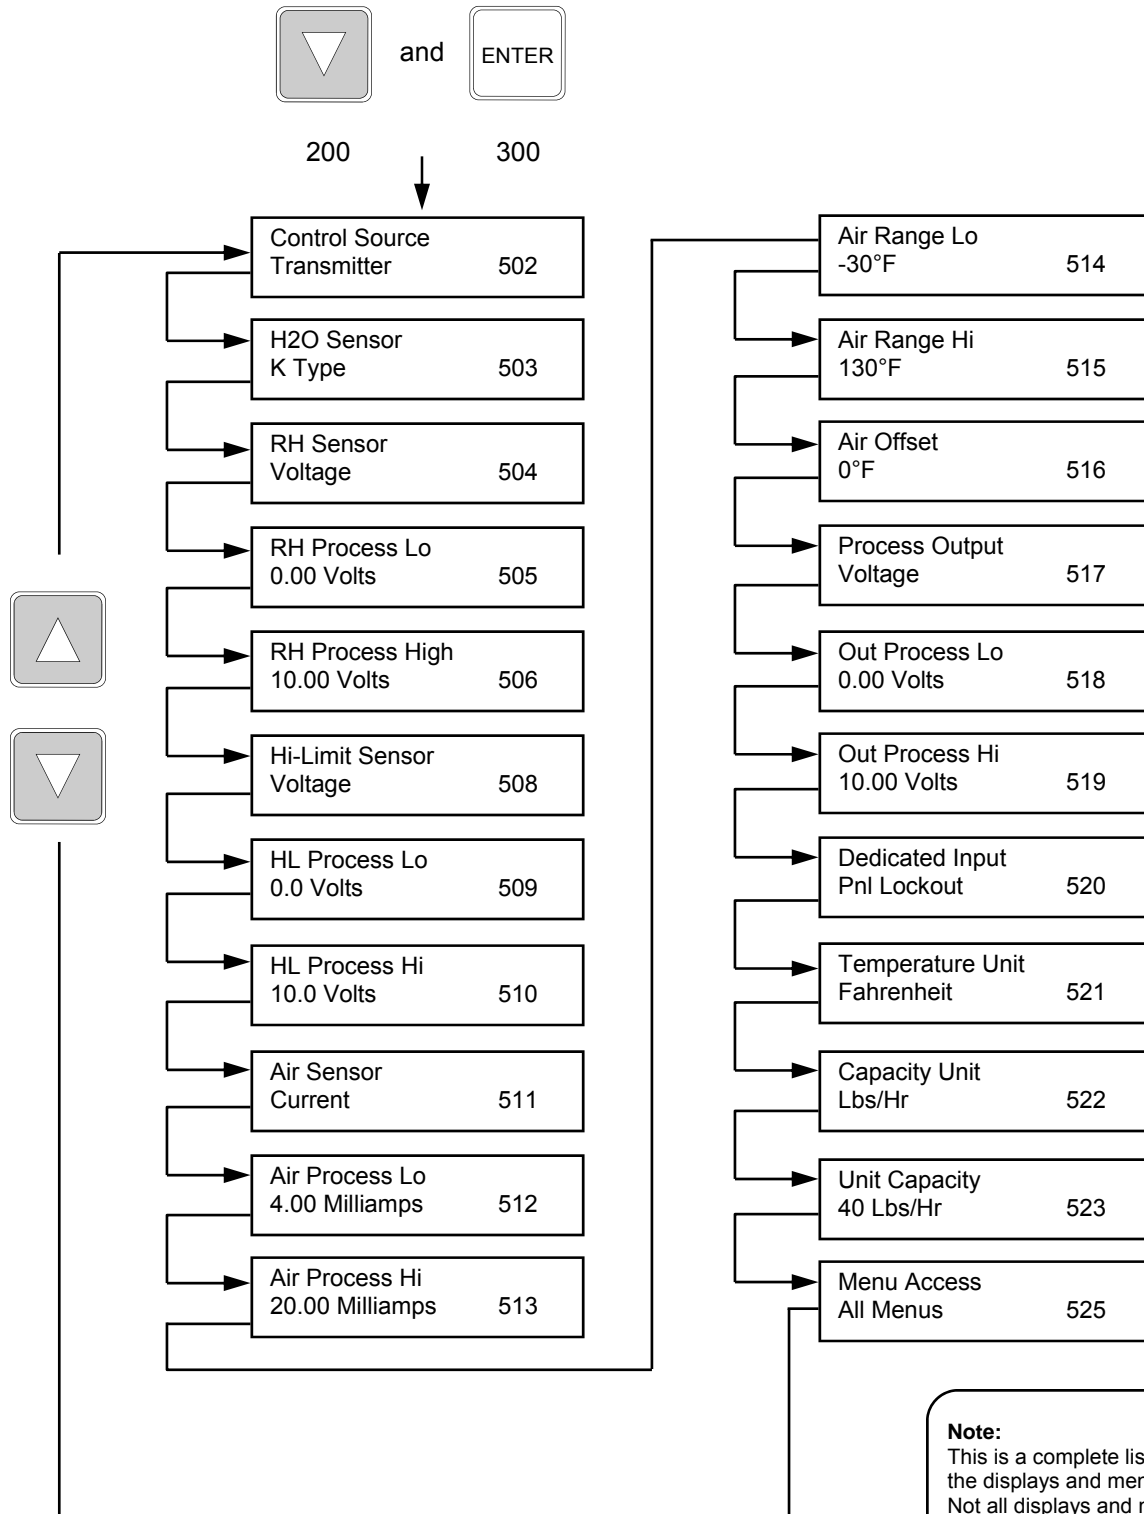 and
ENTER
200
300
Control Source
Transmitter 502
H2O Sensor
K Type 503
RH Sensor
Voltage 504
RH Process Lo
0.00 Volts 505
RH Process High
10.00 Volts 506
Hi-Limit Sensor
Voltage 508
HL Process Lo
0.0 Volts 509
HL Process Hi
10.0 Volts 510
Air Sensor
Current 511
Air Process Lo
4.00 Milliamps 512
Air Process Hi
20.00 Milliamps 513
Air Range Lo
-30°F 514
Air Range Hi
130°F 515
Air Offset
0°F 516
Process Output
Voltage 517
Out Process Lo
0.00 Volts 518
Out Process Hi
10.00 Volts 519
Dedicated Input
Pnl Lockout 520
Temperature Unit
Fahrenheit 521
Capacity Unit
Lbs/Hr 522
Unit Capacity
40 Lbs/Hr 523
Menu Access
All Menus 525
Note:
This is a complete
the displays and
Not all displays and